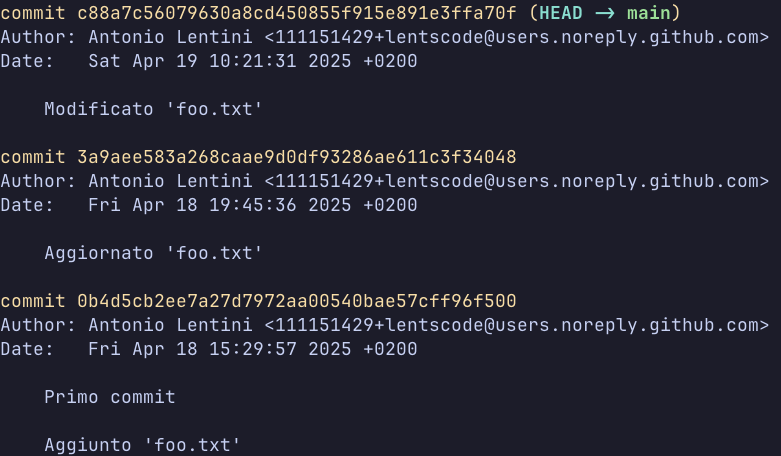 commit c88a7c56079630a8cd450855f915e891e3ffa70f (HEAD -> main)
Author: Antonio Lentini <111151429+lentscode@users.noreply.github.com>
Date:   Sat Apr 19 10:21:31 2025 +0200
    Modificato 'foo.txt'
commit 3a9aee583a268caae9d0df93286ae611c3f34048
Author: Antonio Lentini <111151429+lentscode@users.noreply.github.com>
Date:   Fri Apr 18 19:45:36 2025 +0200
    Aggiornato 'foo.txt'
commit 0b4d5cb2ee7a27d7972aa00540bae57cff96f500
Author: Antonio Lentini <111151429+lentscode@users.noreply.github.com>
Date:   Fri Apr 18 15:29:57 2025 +0200
    Primo commit
    Aggiunto 'foo.txt'